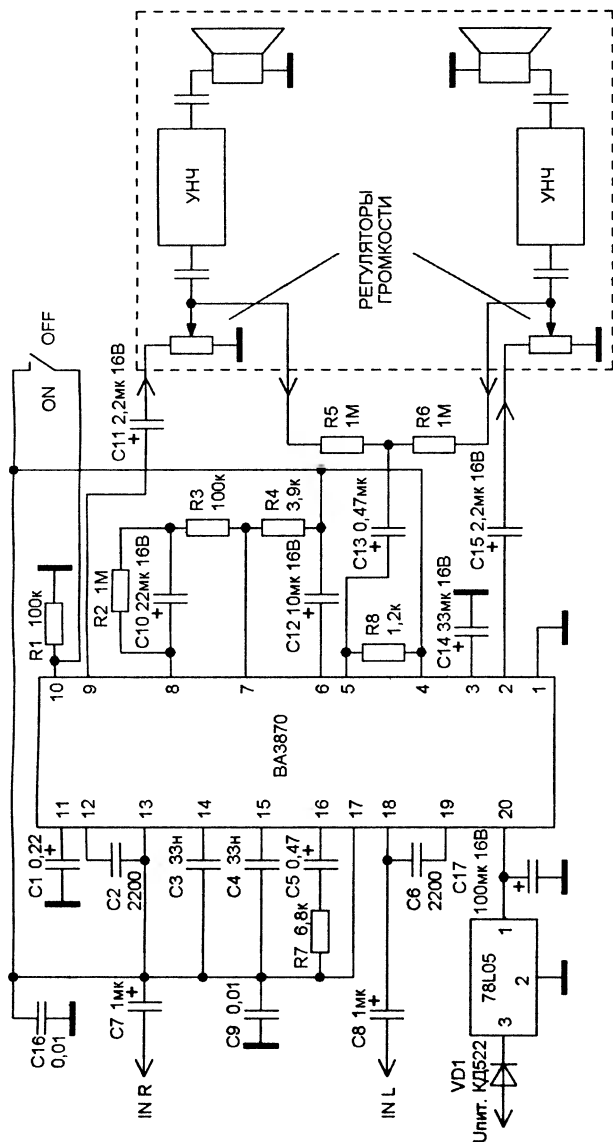 УНЧ
УНЧ
РЕГУЛЯТОРЫ
ГРОМКОСТИ
OFF
ON
C11 2,2мк 16В
+
R5
1М
R6
1М
R3
100к
R4
3,9к
C13 0,47мк
+
C15 2,2мк 16В
+
R2 1М
C10 22мк 16В
+
C12 10мк 16В
+
R8
1,2к
C14 33мк 16В
+
R1
100к
10
9
8
7
6
5
4
3
2
1
ВА3870
11
12
13
14
15
16
17
18
19
20
C1 0,22
+
C2
2200
C3 33н
C4 33н
C5 0,47
+
R7 6,8к
C6
2200
C17
100мк 16В
+
C16
0,01
C7 1мк
+
C9 0,01
C8 1мк
+
IN R
IN L
78L05
1
2
3
VD1
Uпит. КД522